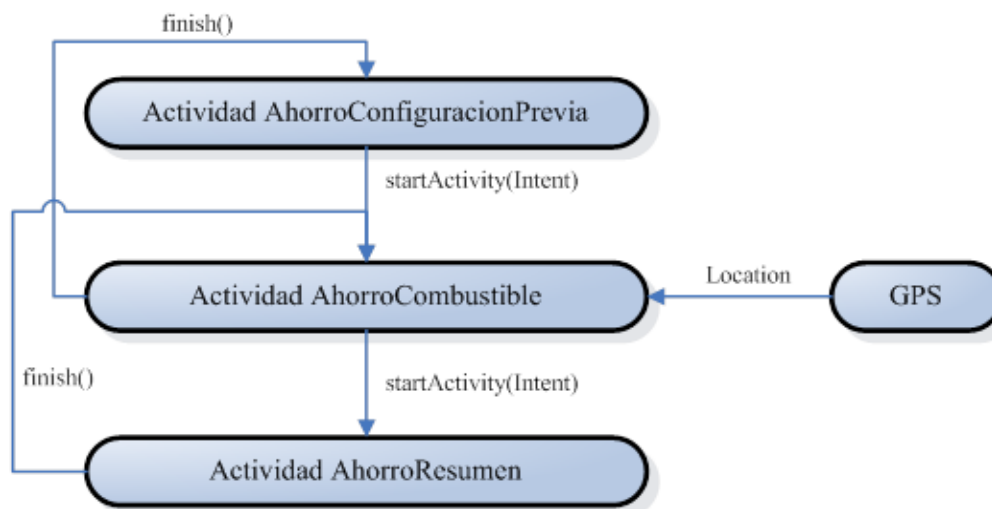 finish()
Actividad AhorroConfiguracionPrevia
startActivity(Intent)
Actividad AhorroCombustible
Location
GPS
finish()
startActivity(Intent)
Actividad AhorroResumen